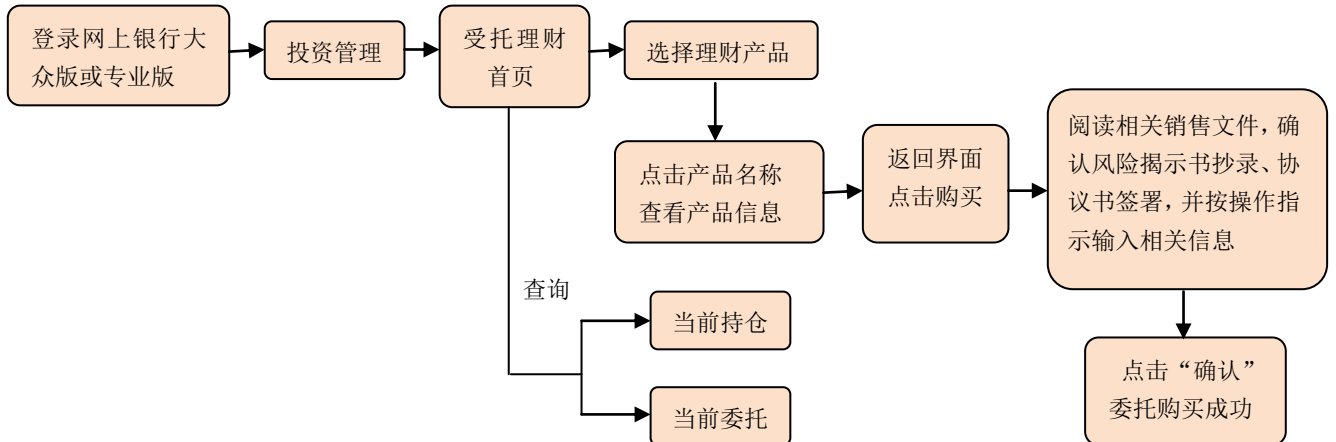 登录网上银行大
众版或专业版
投资管理
受托理财
首页
选择理财产品
点击产品名称
查看产品信息
返回界面
点击购买
阅读相关销售文件，确
认风险揭示书抄录、协
议书签署，并按操作指
示输入相关信息
查询
当前持仓
当前委托
点击“确认”
委托购买成功